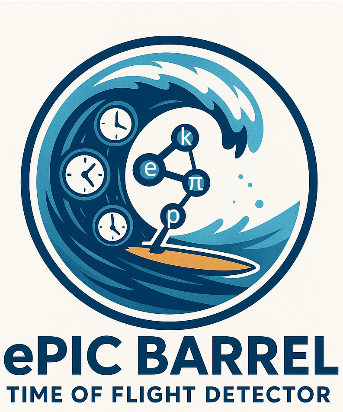 k
e
π
p
ePIC BARREL
TIME OF FLIGHT DETECTOR